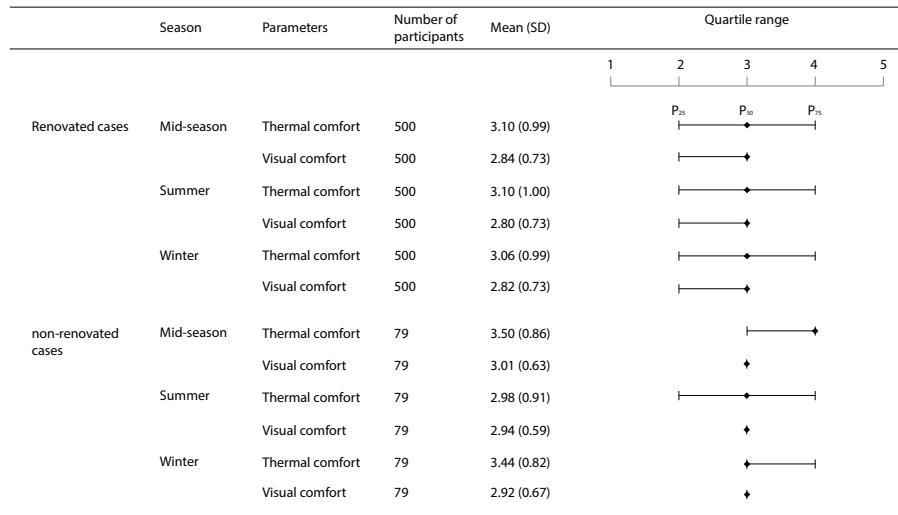 Season Parameters Number of participants Mean (SD) Quartile range
1 2 3 4 5
P25 P50 P75
Renovated cases Mid-season Thermal comfort 500 3.10 (0.99)
Visual comfort 500 2.84 (0.73)
Summer Thermal comfort 500 3.10 (1.00)
Visual comfort 500 2.80 (0.73)
Winter Thermal comfort 500 3.06 (0.99)
Visual comfort 500 2.82 (0.73)
non-renovated cases Mid-season Thermal comfort 79 3.50 (0.86)
Visual comfort 79 3.01 (0.63)
Summer Thermal comfort 79 2.98 (0.91)
Visual comfort 79 2.94 (0.59)
Winter Thermal comfort 79 3.44 (0.82)
Visual comfort 79 2.92 (0.67)